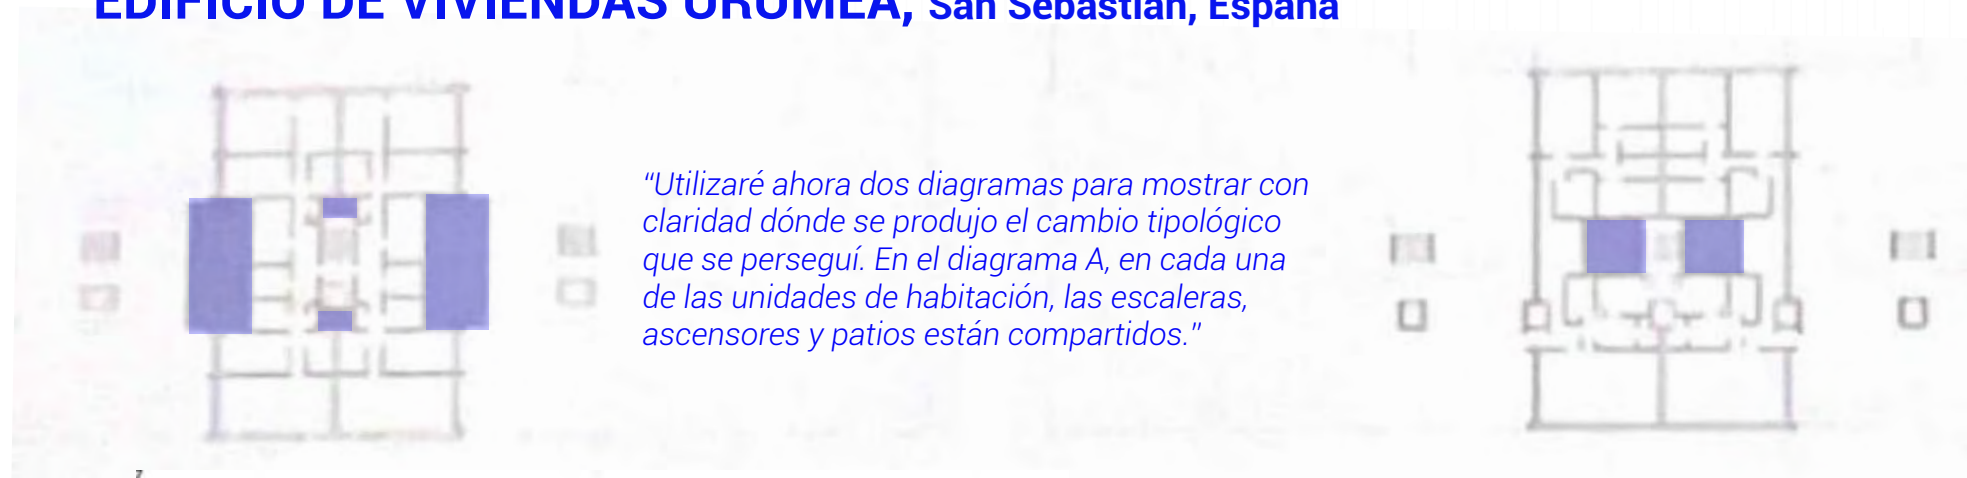 EDIFICIO DE VIVIENDAS URUMEA, San Sebastián, España
"Utilizaré ahora dos diagramas para mostrar con
claridad dónde se produjo el cambio tipológico
que se perseguí. En el diagrama A, en cada una
de las unidades de habitación, las escaleras,
ascensores y patios están compartidos."